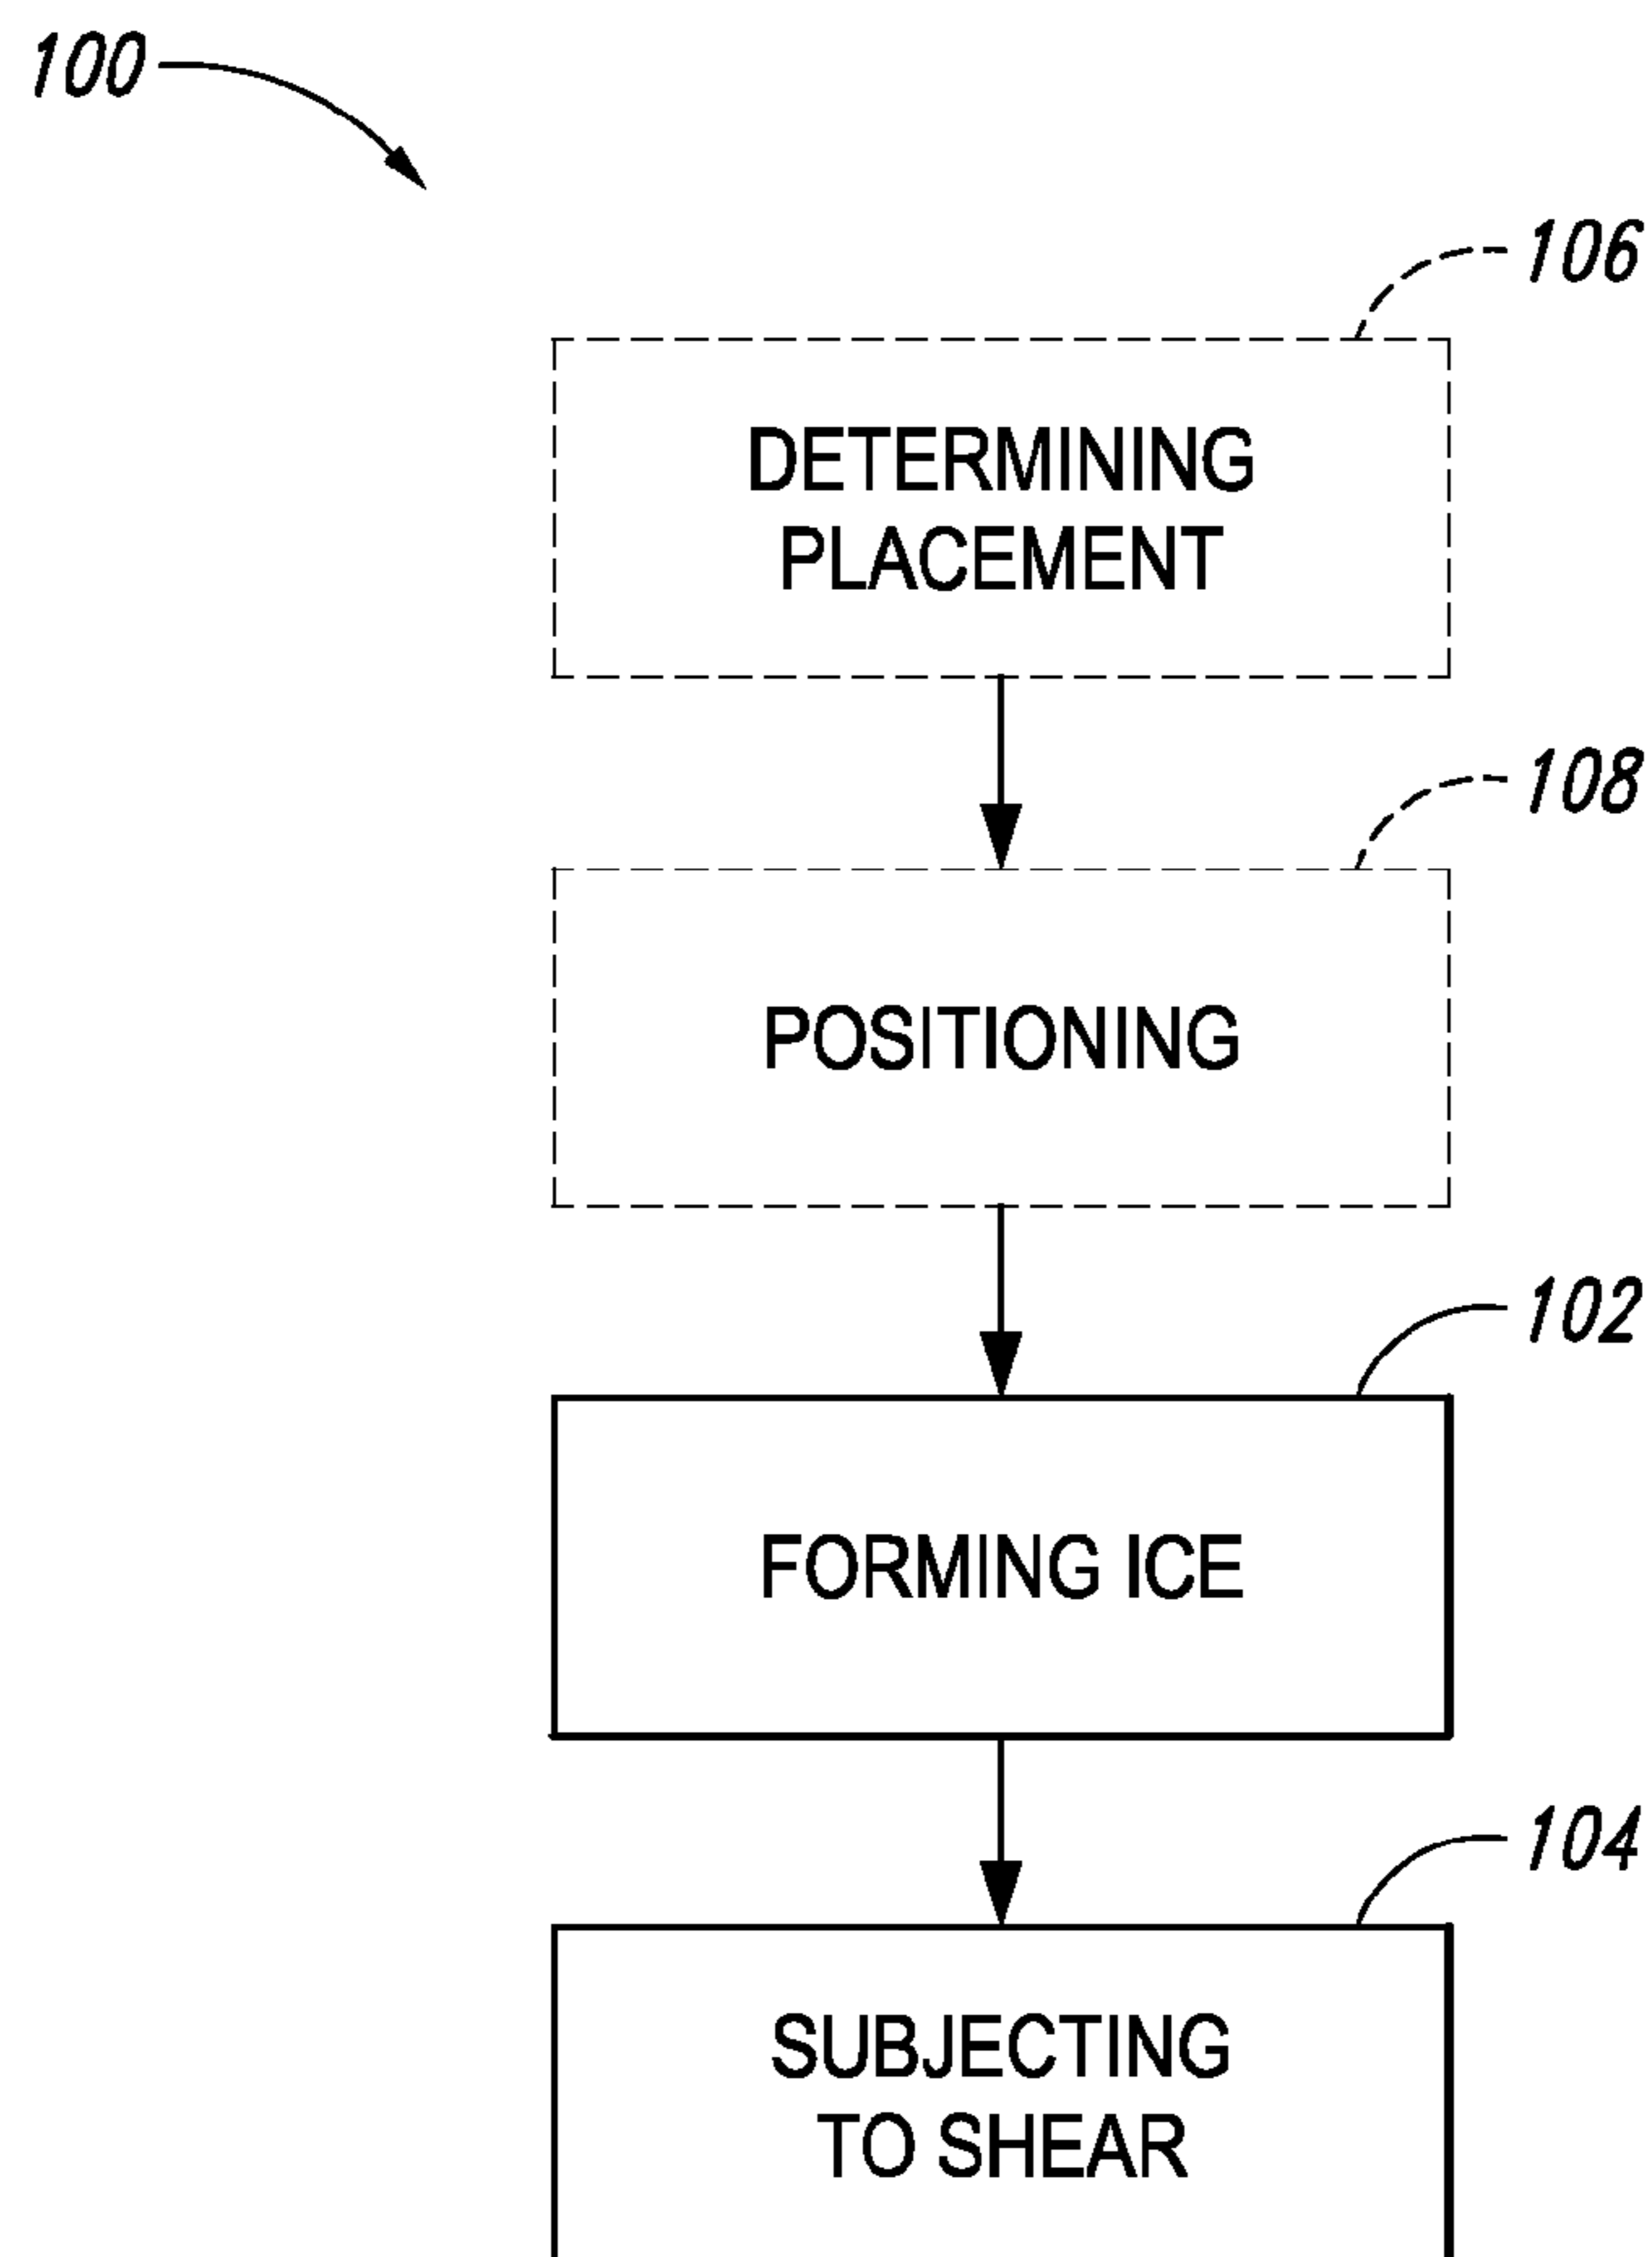 100
106
DETERMINING
PLACEMENT
108
POSITIONING
102
FORMING ICE
104
SUBJECTING
TO SHEAR